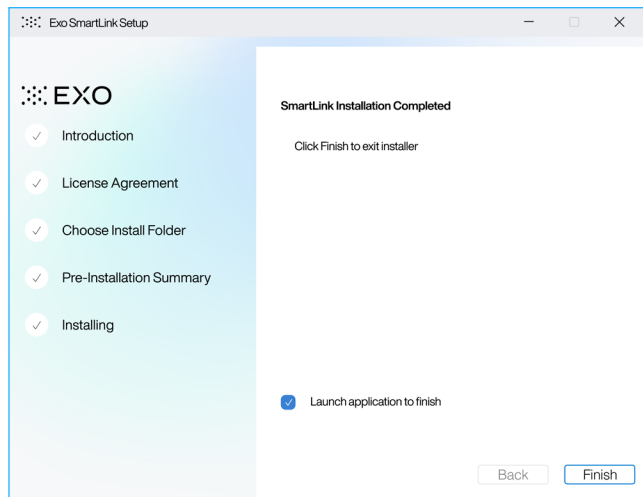 Exo SmartLink Setup
EXO
Introduction
License Agreement
Choose Install Folder
Pre-Installation Summary
Installing
SmartLink Installation Completed
Click Finish to exit installer
Launch application to finish
Back
Finish